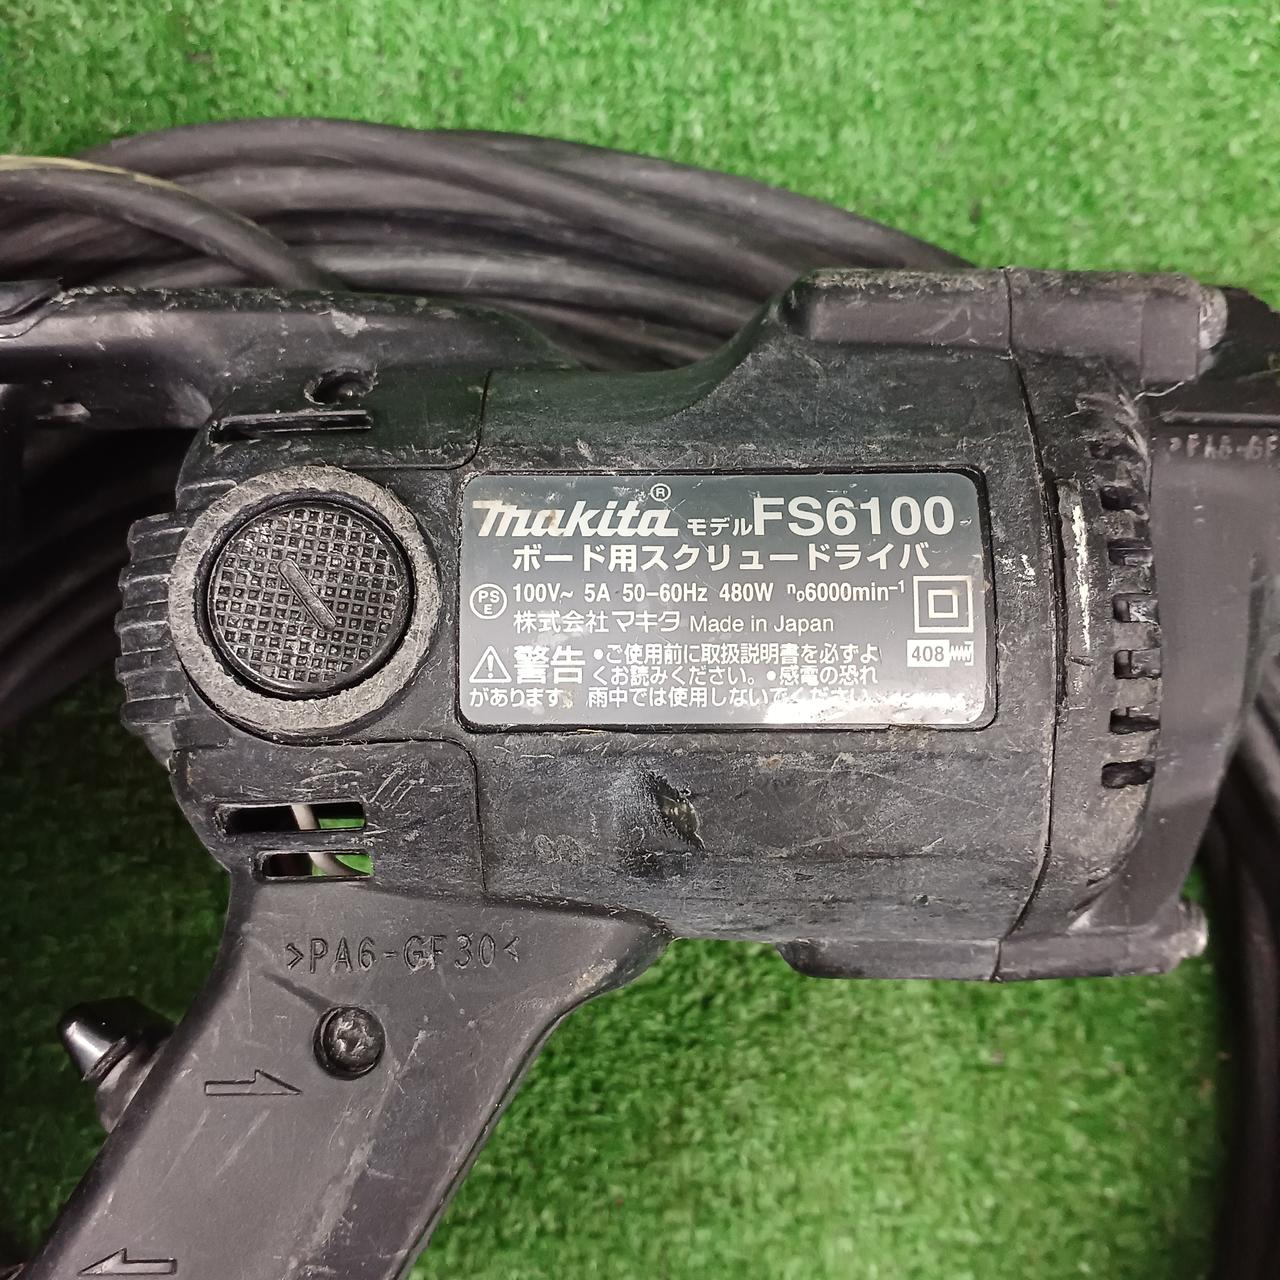 makita® モデルFS6100
ボード用スクリュードライバ
PSE 100V~ 5A 50-60Hz 480W n₀6000min⁻¹
株式会社マキタ Made in Japan
408
警告 •ご使用前に取扱説明書を必ずよ
くお読みください。•感電の恐れ
があります。雨中では使用しないでください。
>PA6-GF
>PA6-GF30<